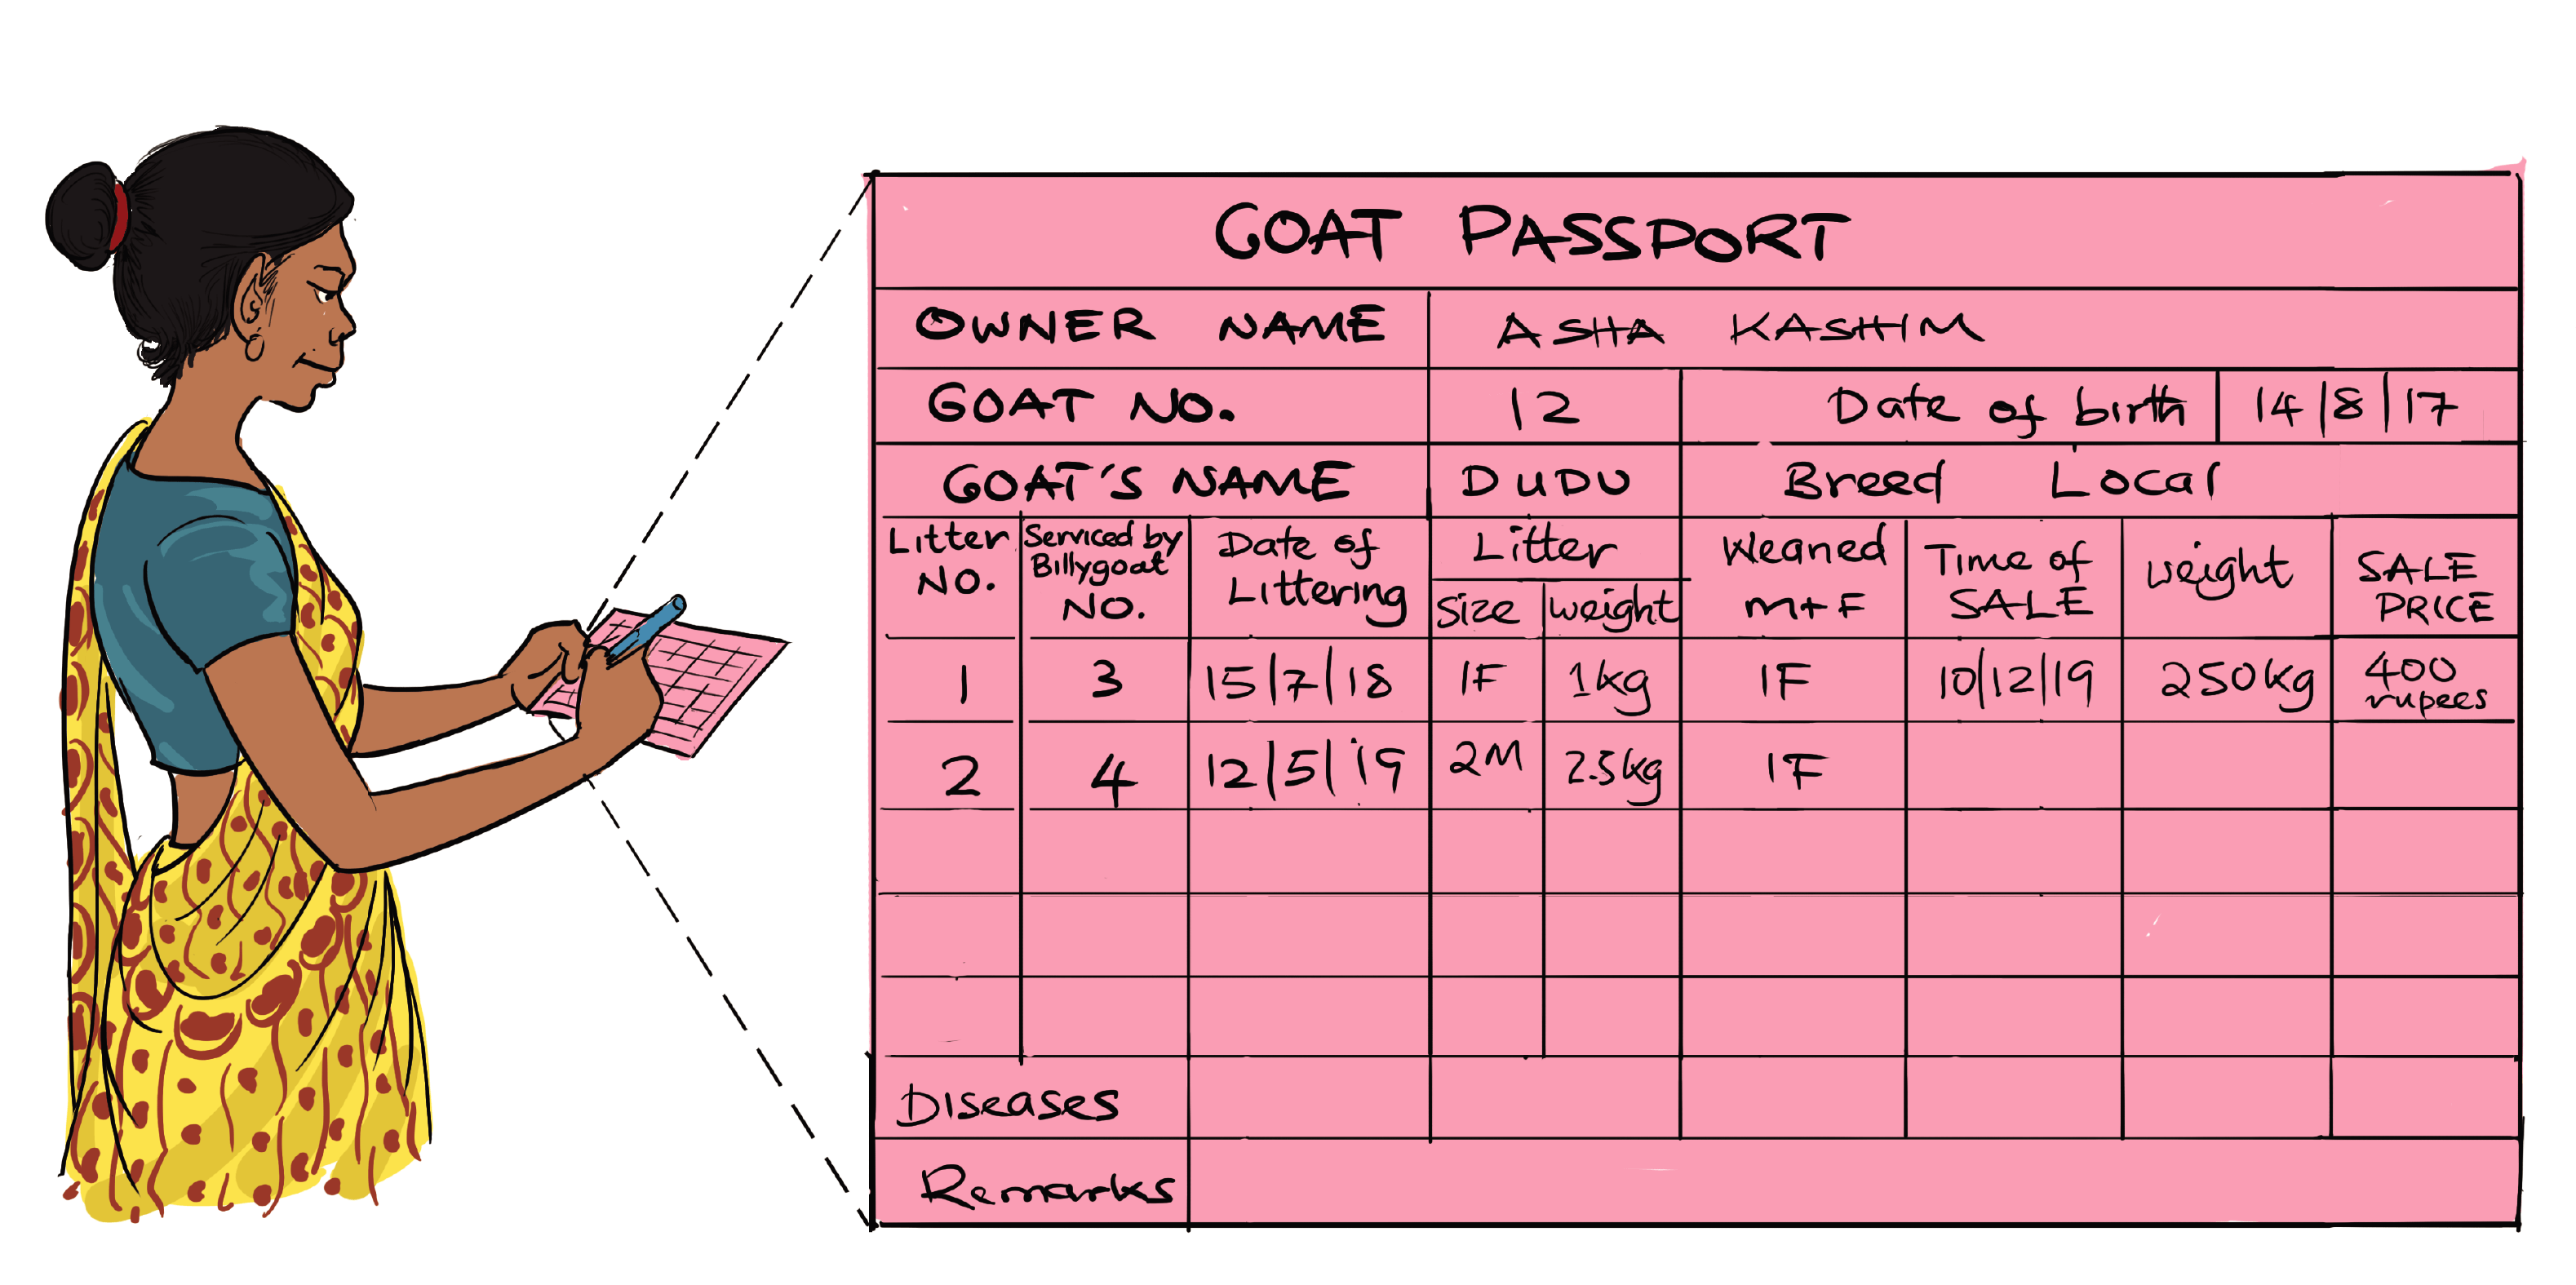 GOAT PASSPORT
OWNER NAME ASHA KASHIM
GOAT NO. 12 Date of birth 14/8/17
GOAT'S NAME DUDU Breed Local
Litter NO. Serviced by Billygoat NO. Date of Littering Litter Size weight Weaned M+F Time of SALE weight SALE PRICE
1 3 15/7/18 1F 1kg 1F 10/12/19 250kg 400 rupees
2 4 12/5/19 2M 2.5kg 1F
Diseases
Remarks